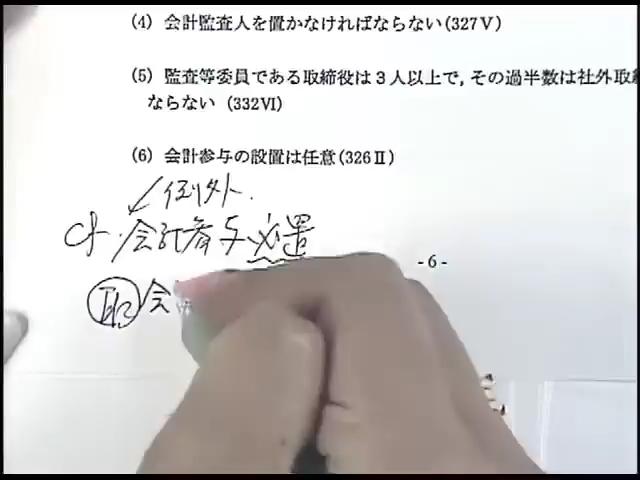 (4) 会計監査人を置かなければならない(327Ⅴ)
(5) 監査等委員である取締役は3人以上で,その過半数は社外取締
ならない (332Ⅵ)
(6) 会計参与の設置は任意(326Ⅱ)
例外.
cf.会計参与必置
取会
-6-